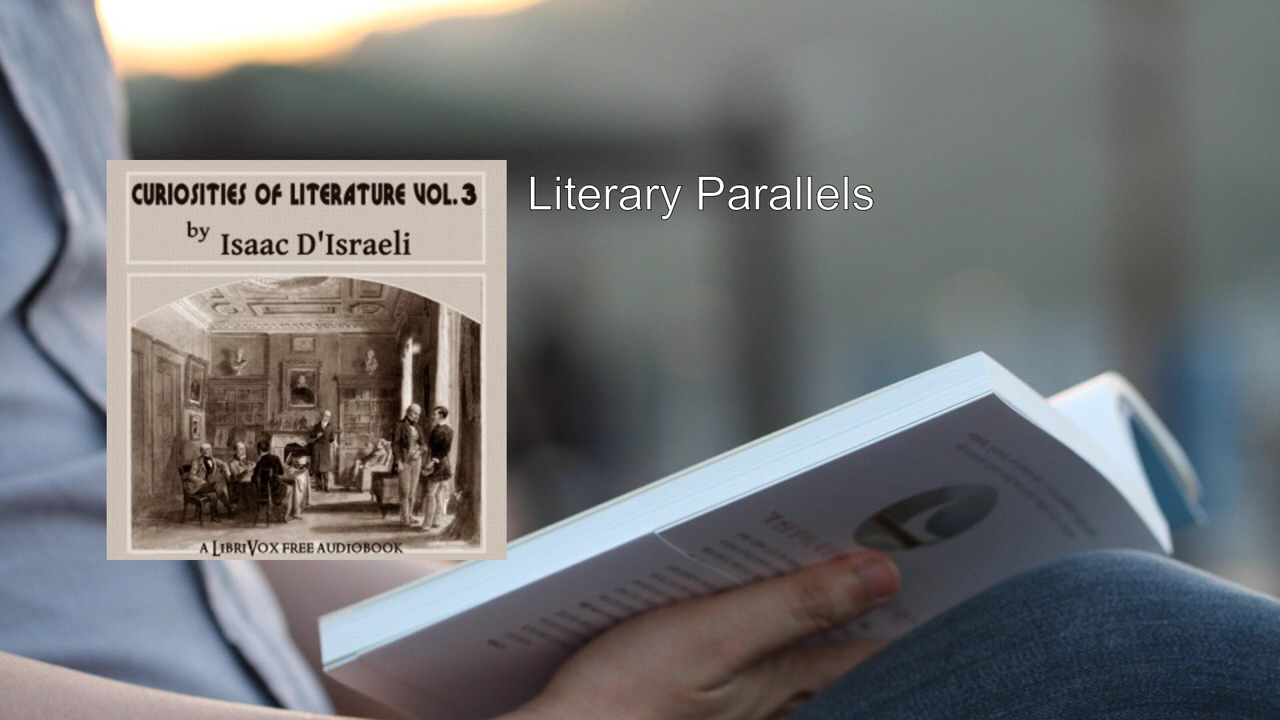 CURIOSITIES OF LITERATURE VOL. 3
by Isaac D'Israeli
A LIBRIVOX FREE AUDIOBOOK
Literary Parallels